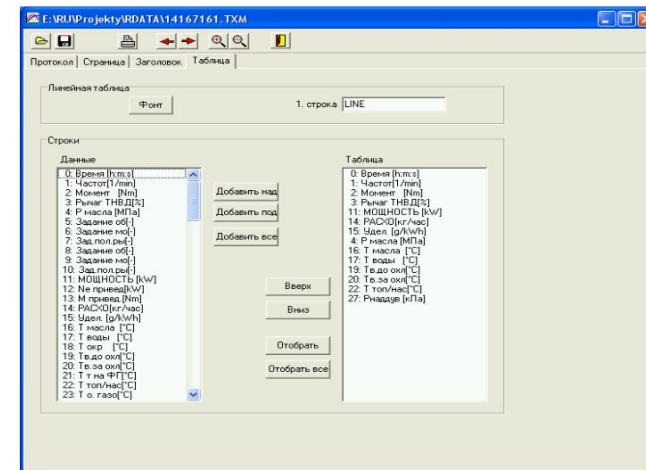 E:\RU\Projekty\RDATA\14167161.TXM
Протокол Страница Заголовок Таблица
Линейная таблица
Фонт
1. строка LINE
Строки
Данные
0: Время [h:m:s]
1: Частот[1/min]
2: Момент [Nm]
3: Рычаг ТНВД[%]
4: Р масла [МПа]
5: Задание об[-]
6: Задание мо[-]
7: Зад.пол.ры[-]
8: Задание об[-]
9: Задание мо[-]
10: Зад.пол.ры[-]
11: МОЩНОСТЬ [kW]
12: Ne привед[kW]
13: М привед.[Nm]
14: РАСХО[кг/час]
15: Удел. [g/kWh]
16: Т масла [°C]
17: Т воды [°C]
18: Т окр [°C]
19: Тв.до охл[°C]
20: Тв.за охл[°C]
21: Т т на ФГ[°C]
22: Т топ/нас[°C]
23: Т о. газо[°C]
Добавить над
Добавить под
Добавить все
Вверх
Вниз
Отобрать
Отобрать все
Таблица
0: Время [h:m:s]
1: Частот[1/min]
2: Момент [Nm]
3: Рычаг ТНВД[%]
11: МОЩНОСТЬ [kW]
14: РАСХО[кг/час]
15: Удел. [g/kWh]
4: Р масла [МПа]
16: Т масла [°C]
17: Т воды [°C]
19: Тв.до охл[°C]
20: Тв.за охл[°C]
22: Т топ/нас[°C]
27: Рнаддув [кПа]